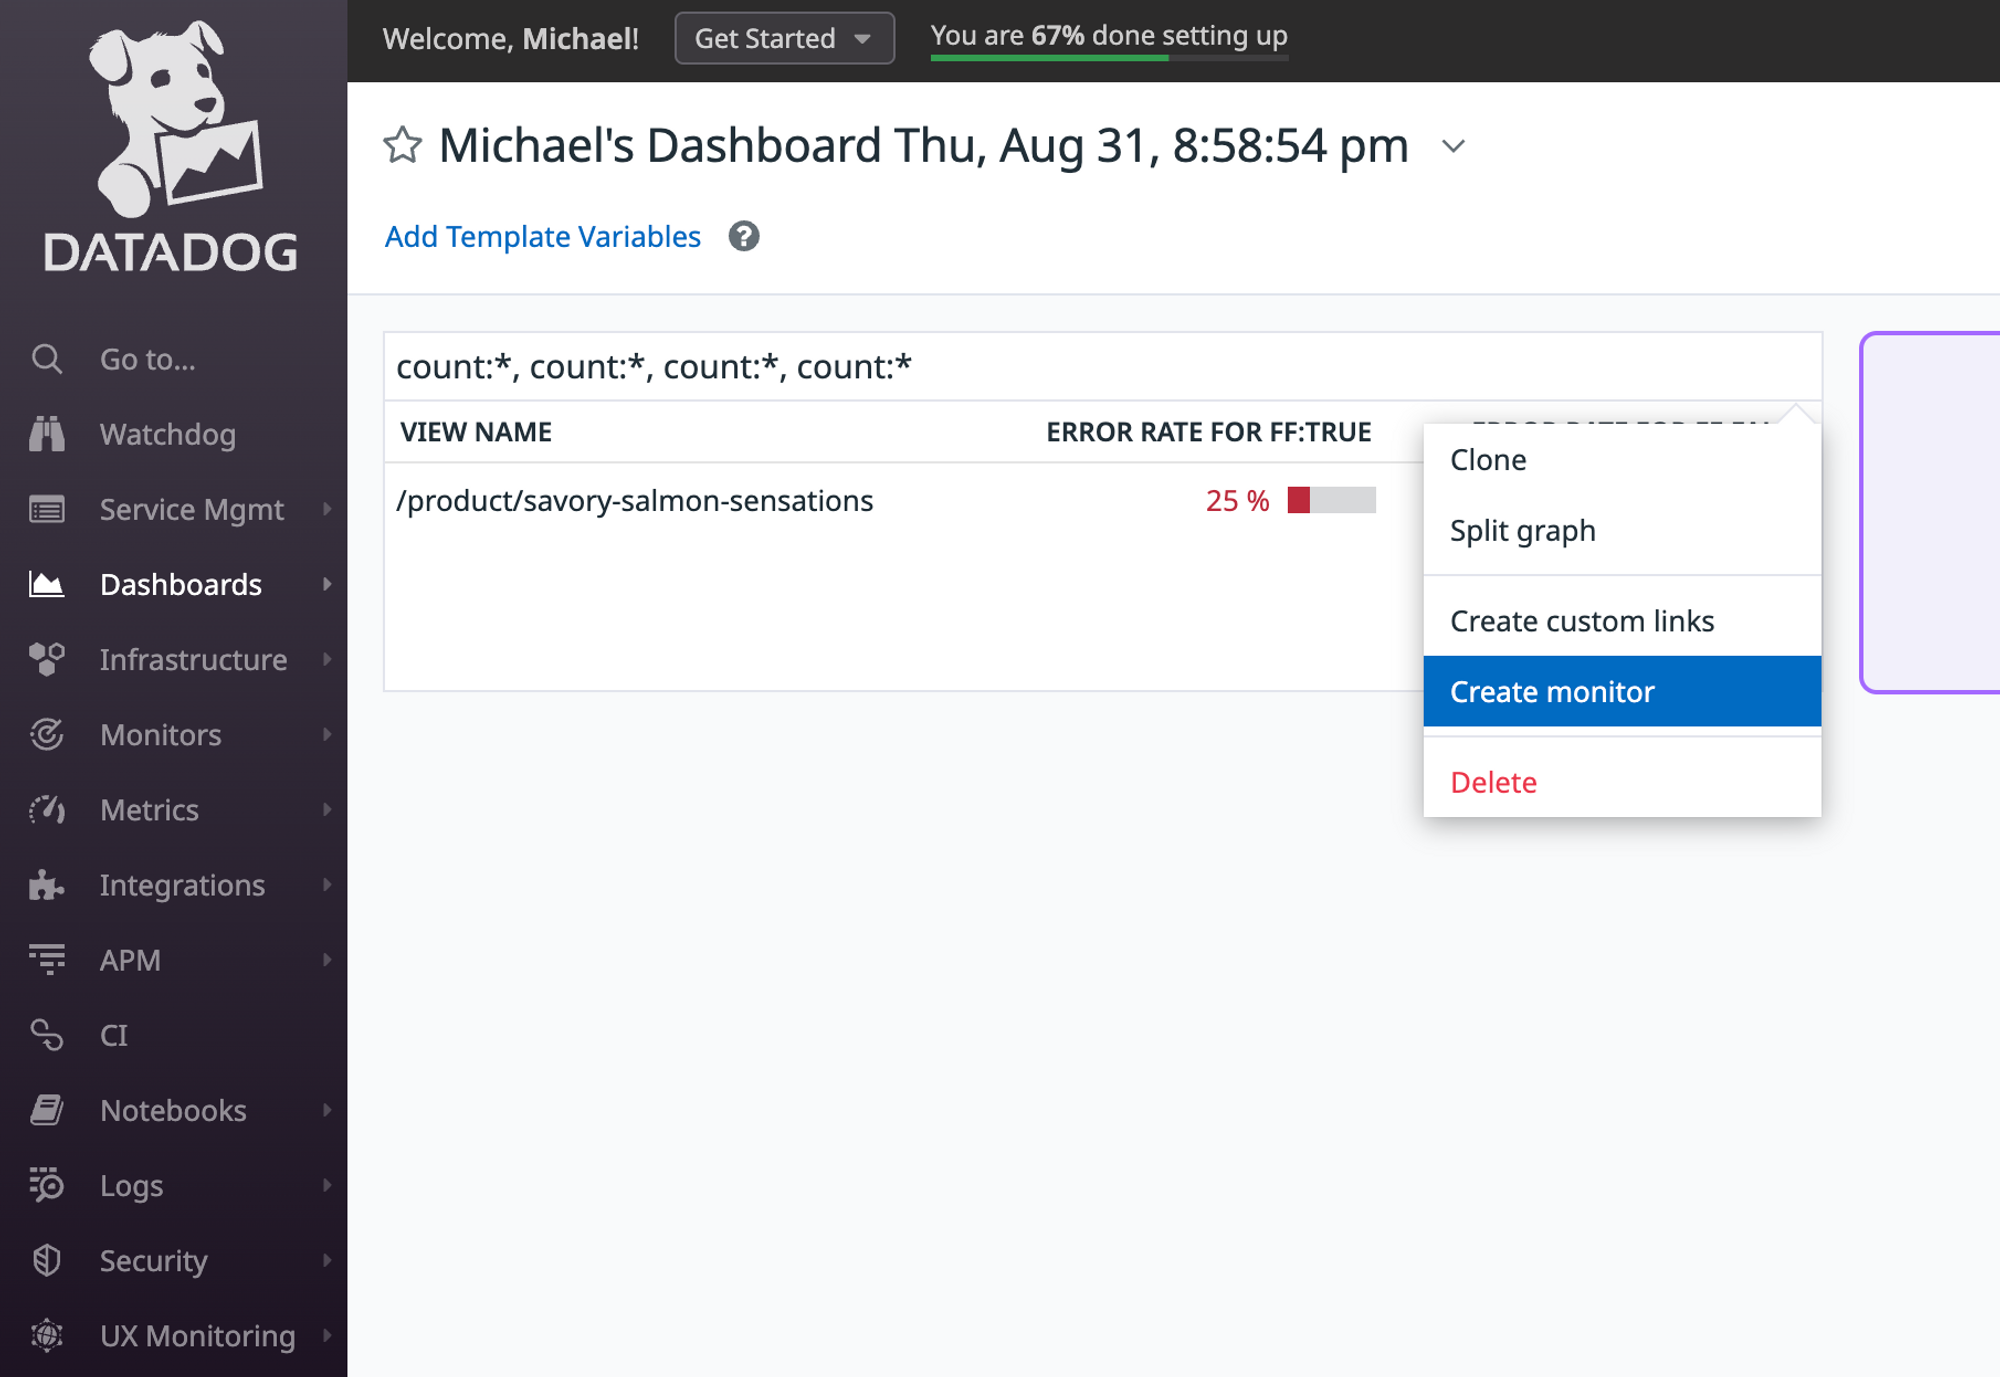 DATADOG
Go to...
Watchdog
Service Mgmt
Dashboards
Infrastructure
Monitors
Metrics
Integrations
APM
CI
Notebooks
Logs
Security
UX Monitoring
Welcome, Michael!
Get Started
You are 67% done setting up
Michael's Dashboard Thu, Aug 31, 8:58:54 pm
Add Template Variables ?
count:*, count:*, count:*, count:*
VIEW NAME ERROR RATE FOR FF:TRUE ERROR RATE FOR
/product/savory-salmon-sensations 25 %
Clone
Split graph
Create custom links
Create monitor
Delete